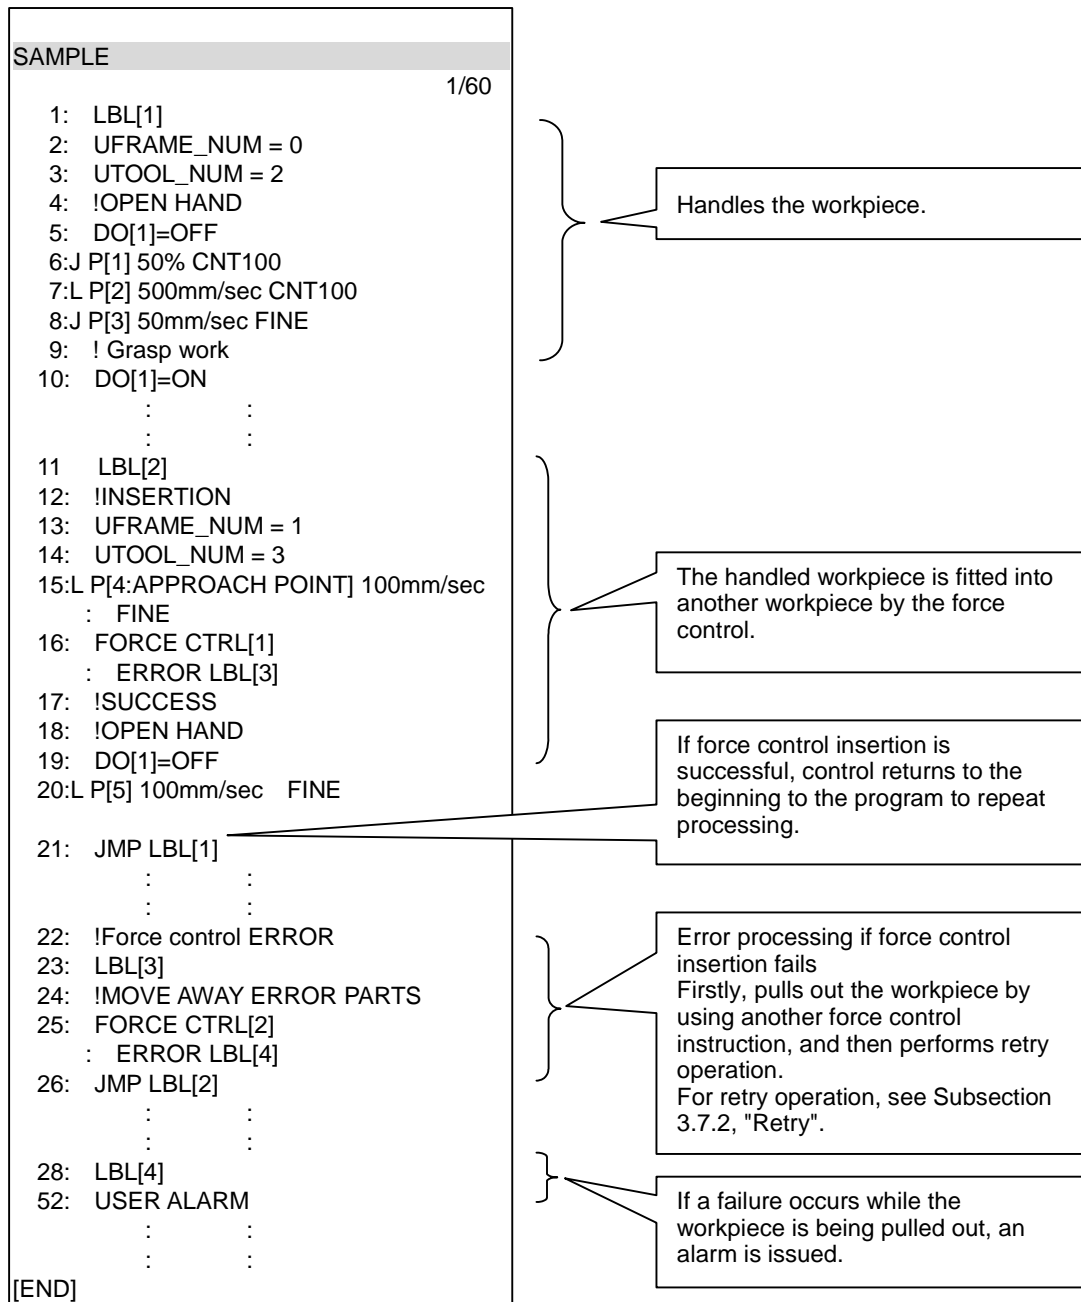 SAMPLE
1/60
1: LBL[1]
2: UFRAME_NUM = 0
3: UTOOL_NUM = 2
4: !OPEN HAND
5: DO[1]=OFF
6:J P[1] 50% CNT100
7:L P[2] 500mm/sec CNT100
8:J P[3] 50mm/sec FINE
9: ! Grasp work
10: DO[1]=ON
: :
: :
11 LBL[2]
12: !INSERTION
13: UFRAME_NUM = 1
14: UTOOL_NUM = 3
15:L P[4:APPROACH POINT] 100mm/sec
: FINE
16: FORCE CTRL[1]
: ERROR LBL[3]
17: !SUCCESS
18: !OPEN HAND
19: DO[1]=OFF
20:L P[5] 100mm/sec FINE
21: JMP LBL[1]
: :
: :
22: !Force control ERROR
23: LBL[3]
24: !MOVE AWAY ERROR PARTS
25: FORCE CTRL[2]
: ERROR LBL[4]
26: JMP LBL[2]
: :
: :
28: LBL[4]
52: USER ALARM
: :
: :
[END]
Handles the workpiece.
The handled workpiece is fitted into
another workpiece by the force
control.
If force control insertion is
successful, control returns to the
beginning to the program to repeat
processing.
Error processing if force control
insertion fails
Firstly, pulls out the workpiece by
using another force control
instruction, and then performs retry
operation.
For retry operation, see Subsection
3.7.2, "Retry".
If a failure occurs while the
workpiece is being pulled out, an
alarm is issued.